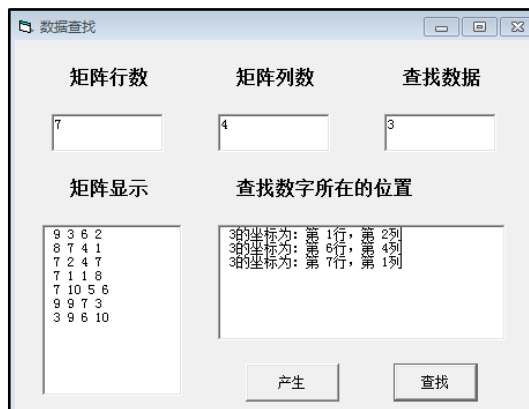 数据查找
矩阵行数 矩阵列数 查找数据
7 4 3
矩阵显示 查找数字所在的位置
9 3 6 2
8 7 4 1
7 2 4 7
7 1 1 8
7 10 5 6
9 9 7 3
3 9 6 10
3的坐标为: 第 1行, 第 2列
3的坐标为: 第 6行, 第 4列
3的坐标为: 第 7行, 第 1列
产生 查找